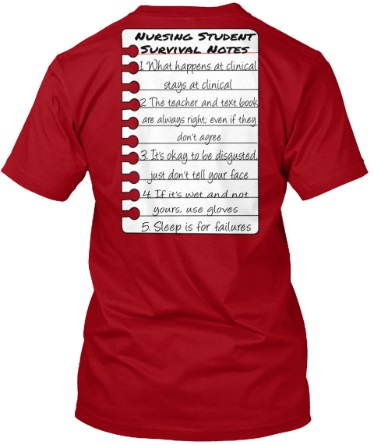 NURSING STUDENT
SURVIVAL NOTES
1. What happens at clinical
stays at clinical
2. The teacher and text book
are always right; even if they
don't agree
3. It's okay to be disgusted,
just don't tell your face
4. If it's wet and not
yours, use gloves
5. Sleep is for failures